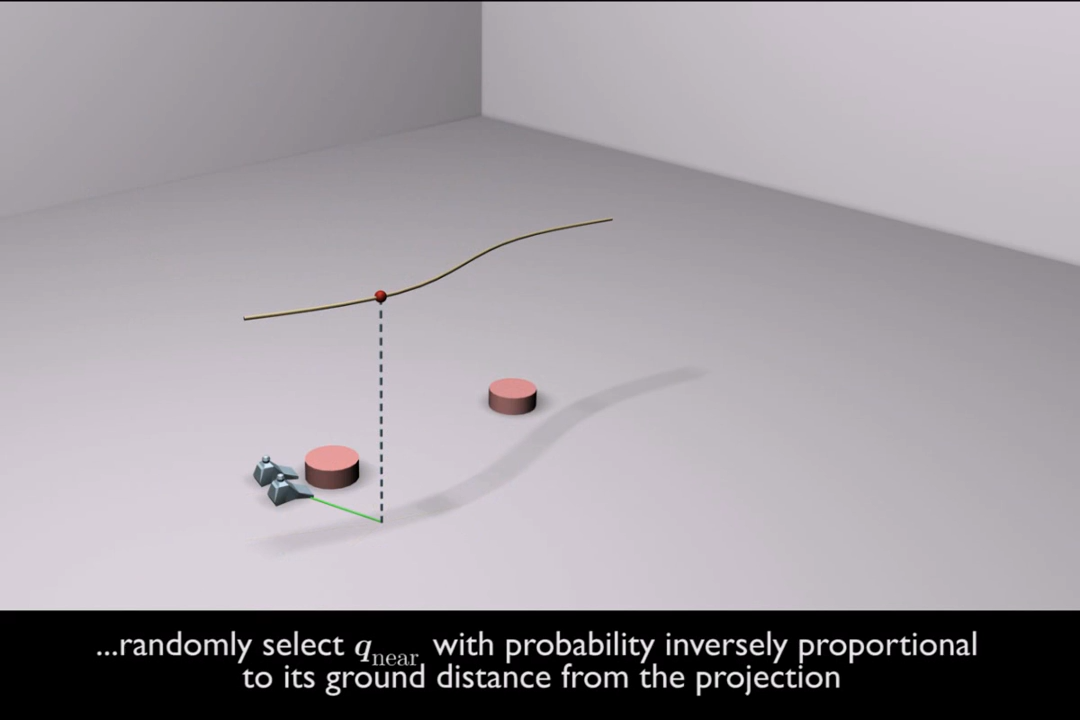 ...randomly select q_near with probability inversely proportional
to its ground distance from the projection